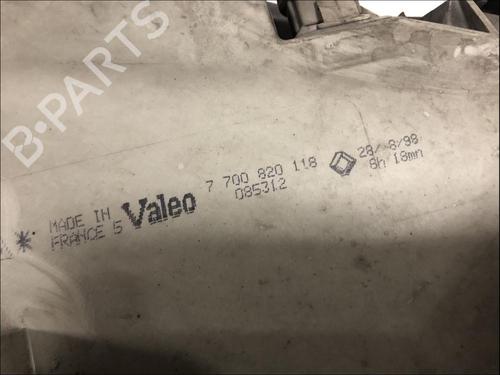 B-PARTS
* MADE IN
FRANCE 5
Valeo
7 700 820 118
085312
28/ 8/98
8h 18mn